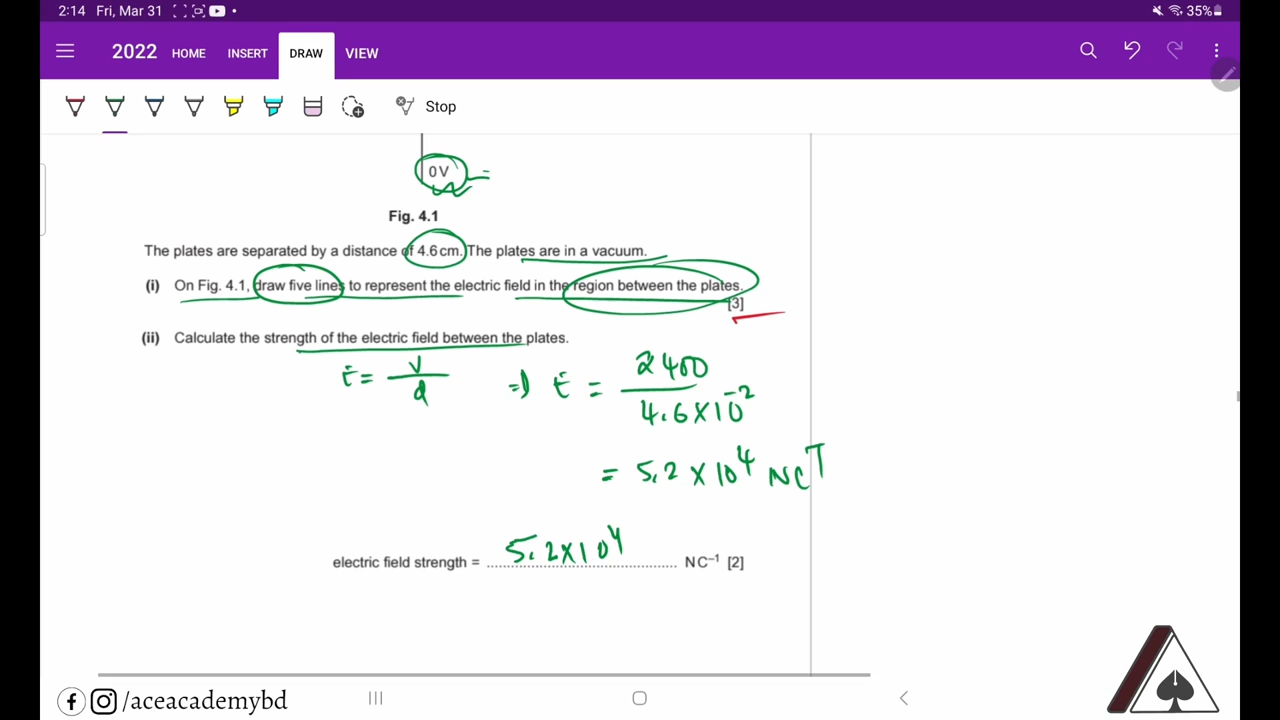 2:14 Fri, Mar 31 35%
2022 HOME INSERT DRAW VIEW
Stop
0V
Fig. 4.1
The plates are separated by a distance of 4.6 cm. The plates are in a vacuum.
(i) On Fig. 4.1, draw five lines to represent the electric field in the region between the plates.
[3]
(ii) Calculate the strength of the electric field between the plates.
E = V/d ⇒ E = 2400/4.6 × 10⁻²
= 5.2 × 10⁴ NC⁻¹
electric field strength = 5.2×10⁴ NC⁻¹ [2]
/aceacademybd